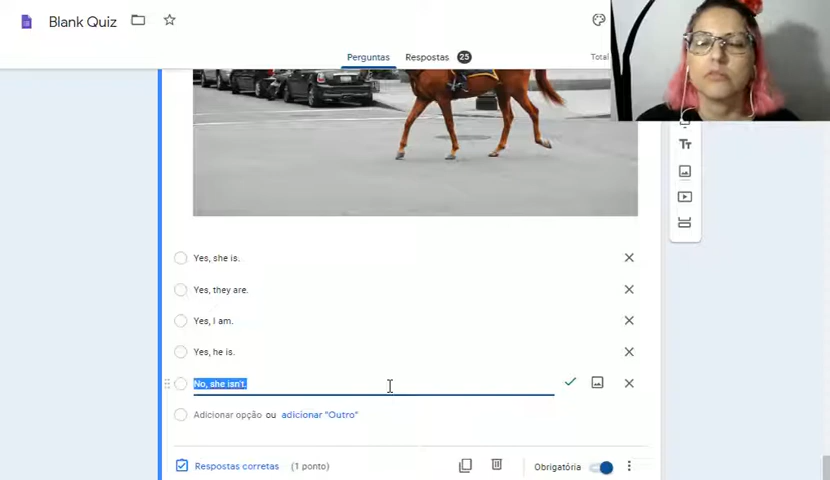 Blank Quiz
Perguntas
Respostas 25
Total
Tт
Yes, she is.
Yes, they are.
Yes, I am.
Yes, he is.
No, she isn't.
Adicionar opção ou adicionar "Outro"
Respostas corretas (1 ponto)
Obrigatória